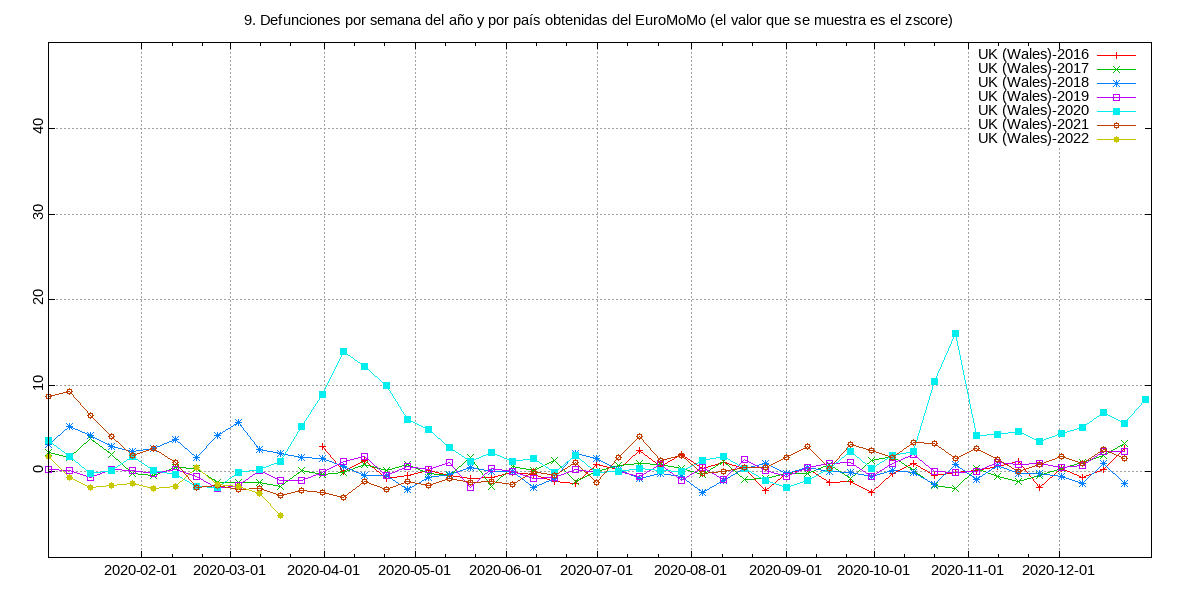 9. Defunciones por semana del año y por país obtenidas del EuroMoMo (el valor que se muestra es el zscore)
UK (Wales)-2016
UK (Wales)-2017
UK (Wales)-2018
UK (Wales)-2019
UK (Wales)-2020
UK (Wales)-2021
UK (Wales)-2022
40
30
20
10
0
2020-02-01 2020-03-01 2020-04-01 2020-05-01 2020-06-01 2020-07-01 2020-08-01 2020-09-01 2020-10-01 2020-11-01 2020-12-01